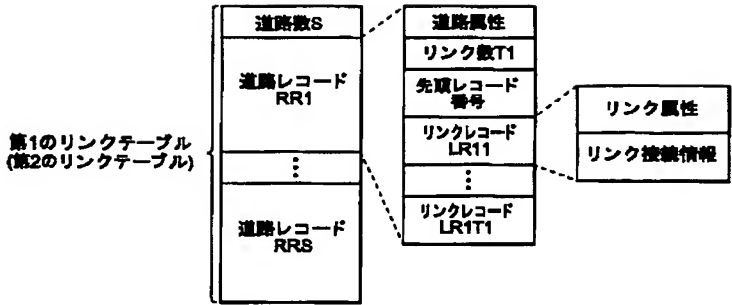 第1のリンクテーブル
(第2のリンクテーブル)
道路数S
道路レコード
RR1
道路レコード
RRS
道路属性
リンク数T1
先頭レコード
番号
リンクレコード
LR11
リンクレコード
LR1T1
リンク属性
リンク接続情報